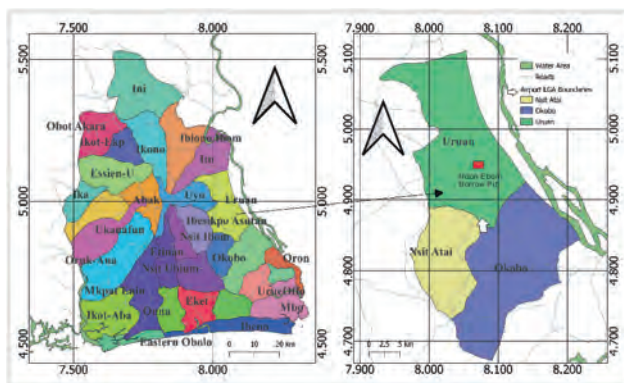 7.500 8.000
5.500
5.000
4.500
Ini
Obot Akara
Ikot-Ekp
Ikono
Ibiono Ibom
Itu
Essien-U
Ika
Abak
Uyo
Uruan
Ukanafun
Ibesikpo Asutan
Nsit Ibom
Etinan
Nsit Ubium
Okobo
Oron
Oruk-Ana
Mkpat Enin
Ikot-Aba
Onna
Eket
Mbo
Ibeno
Eastern Obolo
0 10 20 km
7.500 8.000
5.500
5.000
4.500
7.900 8.000 8.100 8.200
5.100
5.000
4.900
4.800
4.700
Water Area
Roads
Airport LGA Boundaries
Nsit Atai
Okobo
Uruan
Uruan
Borrow Pit
Nsit Atai
Okobo
0 2.5 5 km
7.900 8.000 8.100 8.200
5.100
5.000
4.900
4.800
4.700